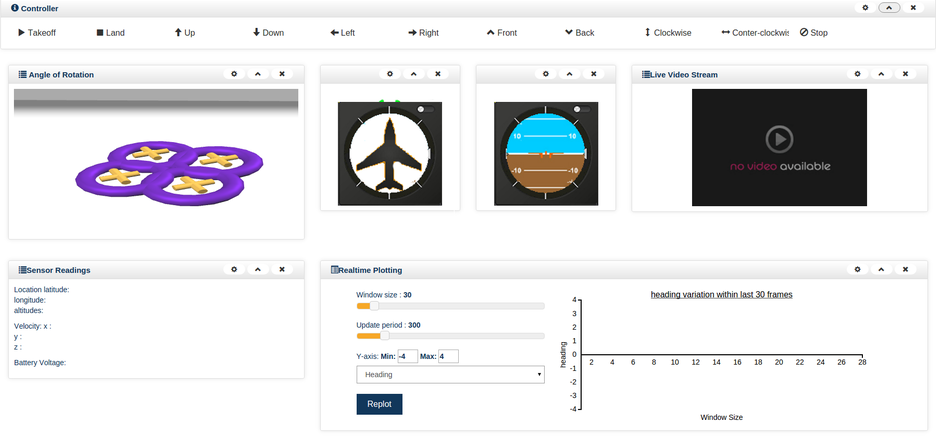 Controller
Takeoff Land Up Down Left Right Front Back Clockwise Conter-clockwis Stop
Angle of Rotation
Live Video Stream
10 10
-10 -10
no video available
Sensor Readings
Location latitude:
longitude:
altitudes:
Velocity: x :
y :
z :
Battery Voltage:
Realtime Plotting
Window size : 30
Update period : 300
Y-axis: Min: -4 Max: 4
Heading
Replot
heading variation within last 30 frames
4
3
2
1
0
-1
-2
-3
-4
heading
2 4 6 8 10 12 14 16 18 20 22 24 26 28
Window Size